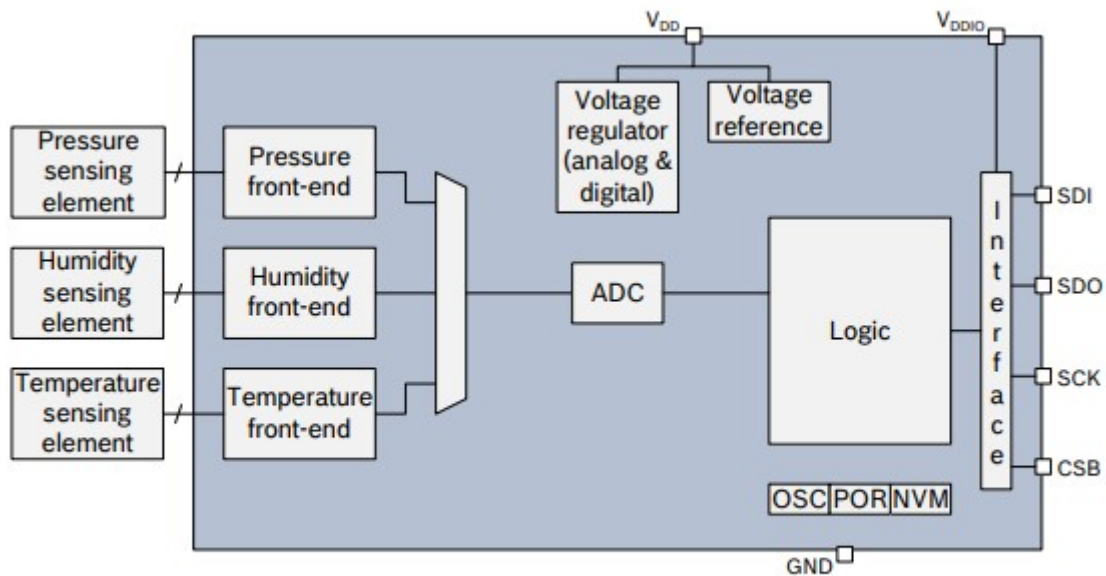 VDD
VDDIO
Voltage
regulator
(analog &
digital)
Voltage
reference
Pressure
sensing
element
Pressure
front-end
Humidity
sensing
element
Humidity
front-end
Temperature
sensing
element
Temperature
front-end
ADC
Logic
Interface
SDI
SDO
SCK
CSB
OSC POR NVM
GND